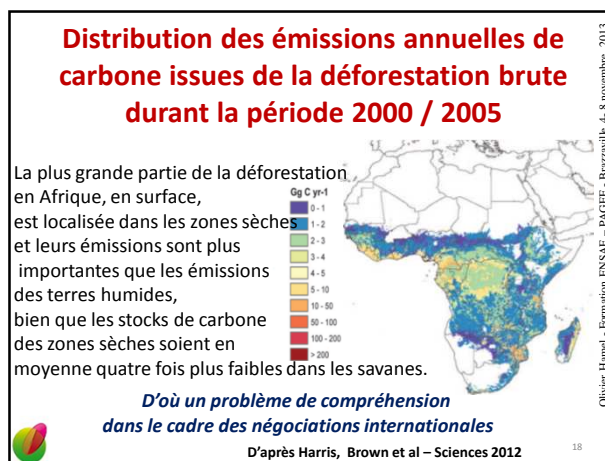 Distribution des émissions annuelles de
carbone issues de la déforestation brute
durant la période 2000 / 2005
La plus grande partie de la déforestation
en Afrique, en surface,
est localisée dans les zones sèches
et leurs émissions sont plus
importantes que les émissions
des terres humides,
bien que les stocks de carbone
des zones sèches soient en
moyenne quatre fois plus faibles dans les savanes.
Gg C yr-1
0 - 1
1 - 2
2 - 3
3 - 4
4 - 5
5 - 10
10 - 50
50 - 100
100 - 200
> 200
D'où un problème de compréhension
dans le cadre des négociations internationales
D'après Harris, Brown et al – Sciences 2012
18
Olivier Hamel - Formation ENSAF – PAGEF Brazzaville 4- 8 novembre 2013